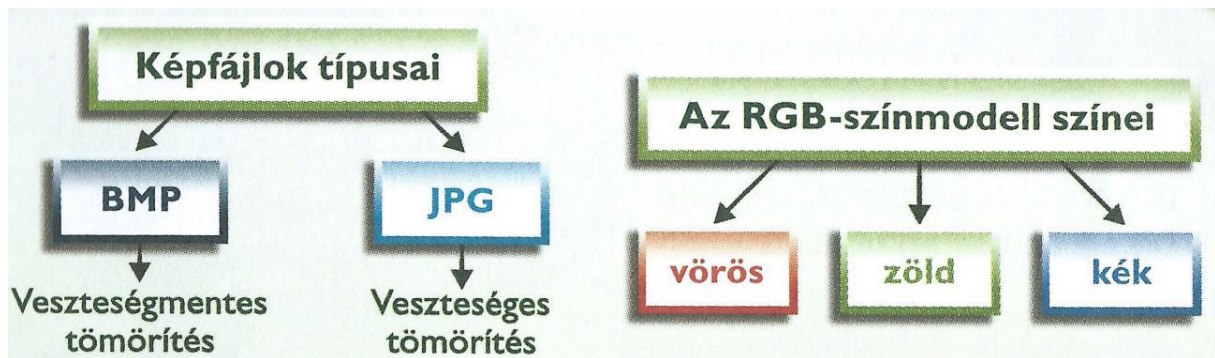 Képfájlok típusai
BMP
JPG
Veszteségmentes
tömörítés
Veszteséges
tömörítés
Az RGB-színmodell színei
vörös
zöld
kék